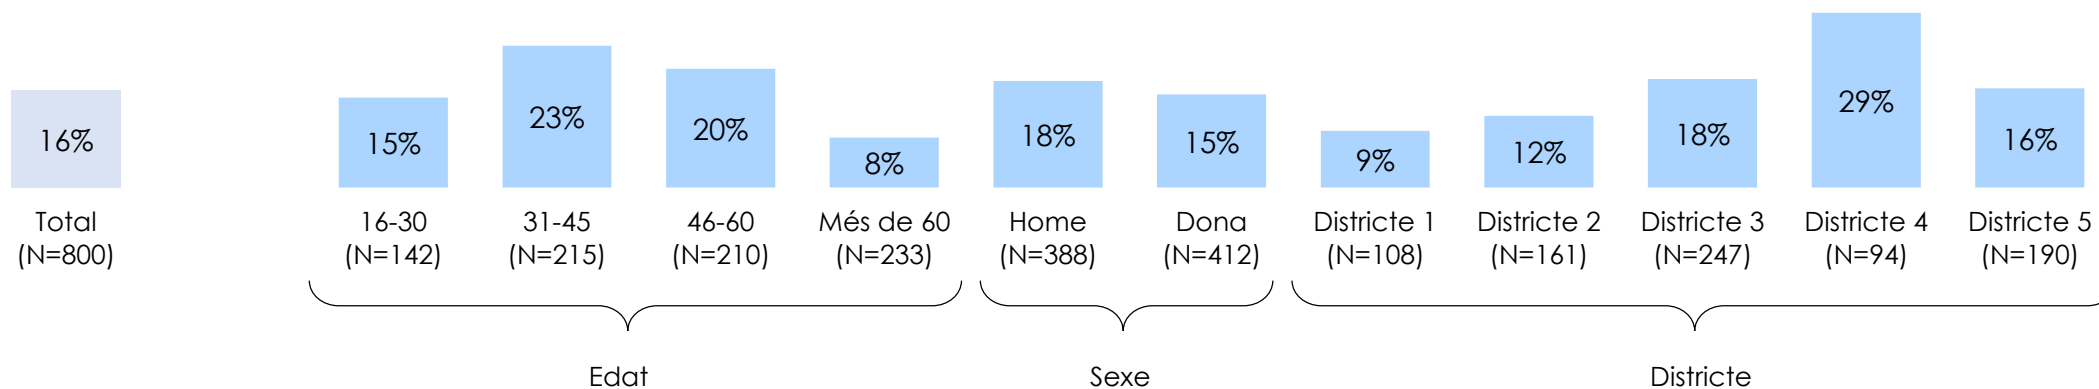 16%
15%
23%
20%
8%
18%
15%
9%
12%
18%
29%
16%
Total
(N=800)
16-30
(N=142)
31-45
(N=215)
46-60
(N=210)
Més de 60
(N=233)
Home
(N=388)
Dona
(N=412)
Districte 1
(N=108)
Districte 2
(N=161)
Districte 3
(N=247)
Districte 4
(N=94)
Districte 5
(N=190)
Edat
Sexe
Districte